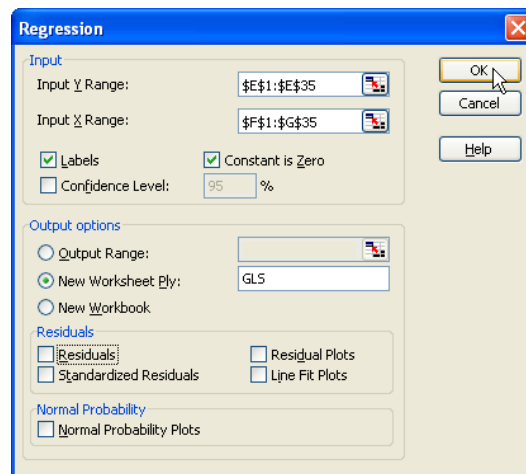 Regression
Input
Input Y Range: $E$1:$E$35
Input X Range: $F$1:$G$35
Labels Constant is Zero
Confidence Level: 95 %
Output options
Output Range:
New Worksheet Ply: GLS
New Workbook
Residuals
Residuals Residual Plots
Standardized Residuals Line Fit Plots
Normal Probability
Normal Probability Plots
OK
Cancel
Help